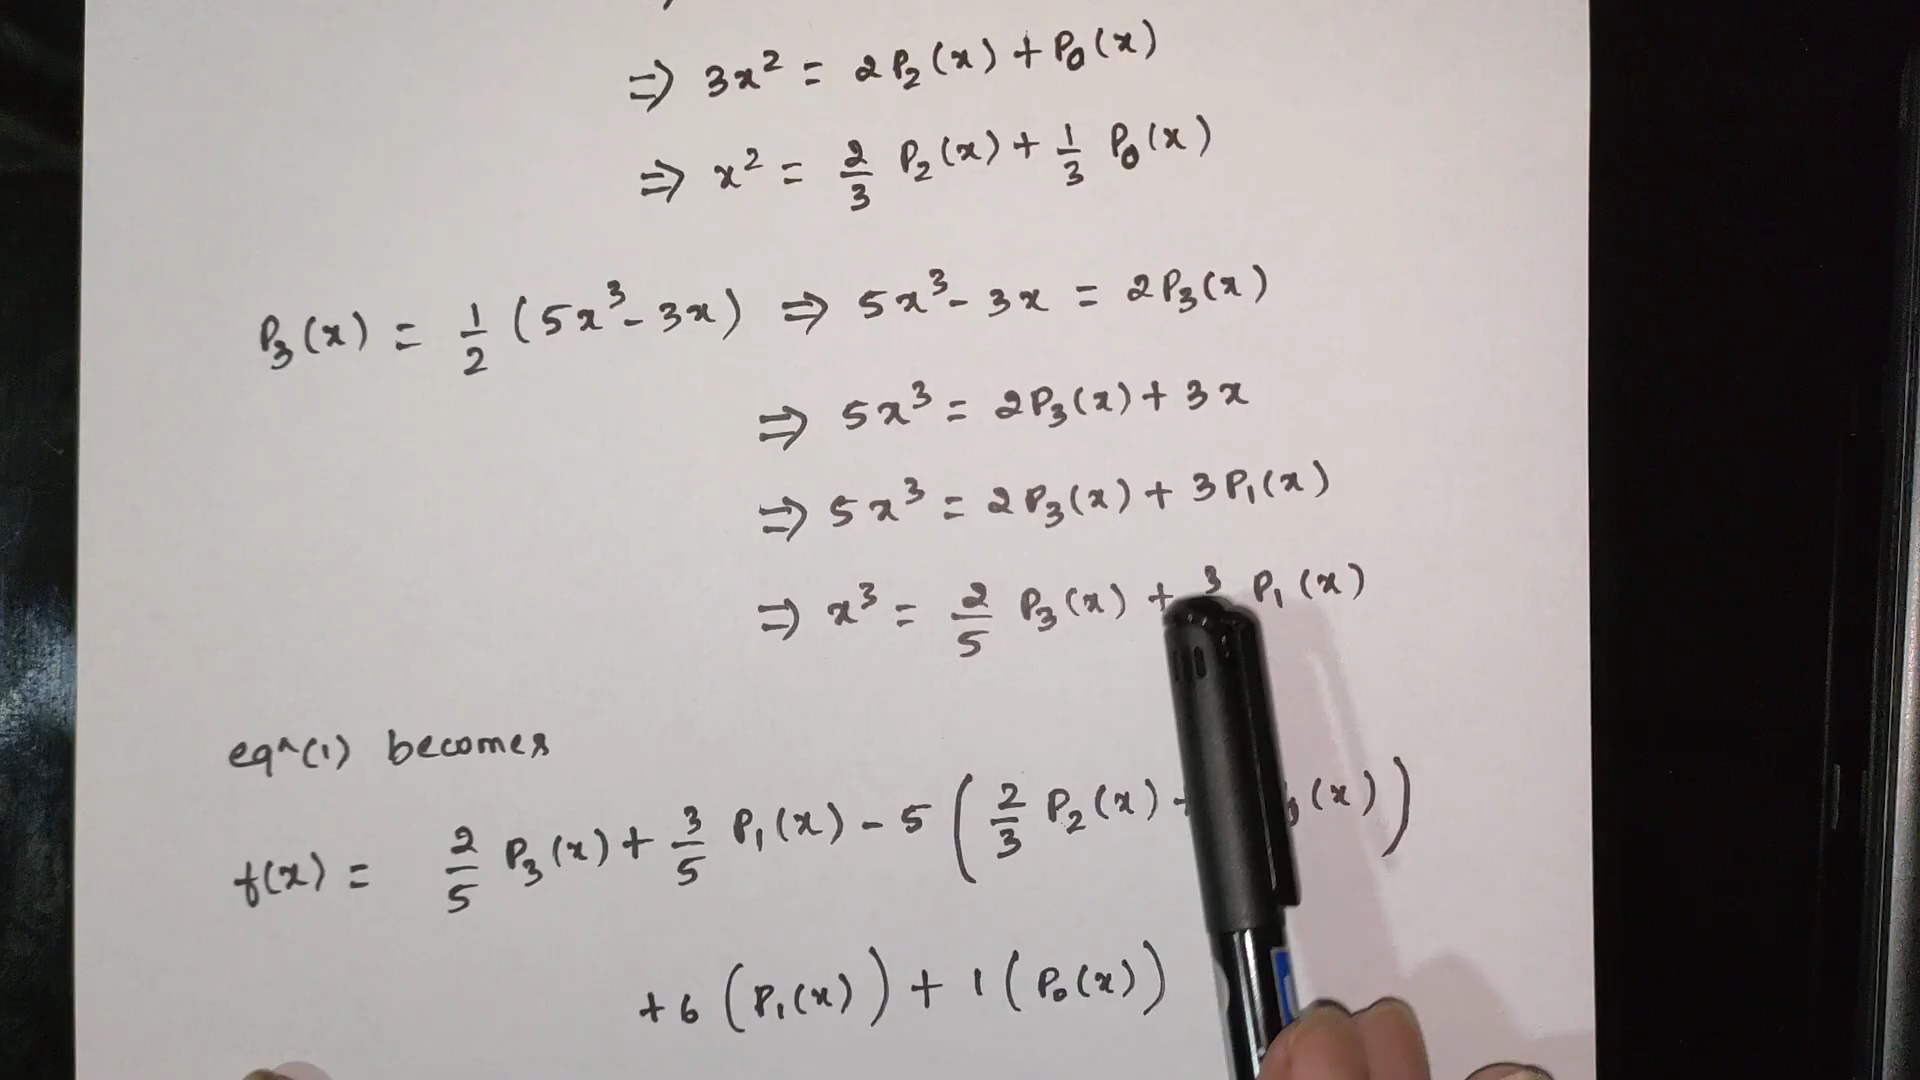 ⇒ 3x² = 2P₂(x) + P₀(x)
⇒ x² = 2/3 P₂(x) + 1/3 P₀(x)
P₃(x) = 1/2 (5x³ - 3x) ⇒ 5x³ - 3x = 2P₃(x)
⇒ 5x³ = 2P₃(x) + 3x
⇒ 5x³ = 2P₃(x) + 3P₁(x)
⇒ x³ = 2/5 P₃(x) + 3 P₁(x)
eqⁿ(1) becomes
f(x) = 2/5 P₃(x) + 3/5 P₁(x) - 5 ( 2/3 P₂(x) (x) )
+ 6 ( P₁(x) ) + 1 ( P₀(x) )